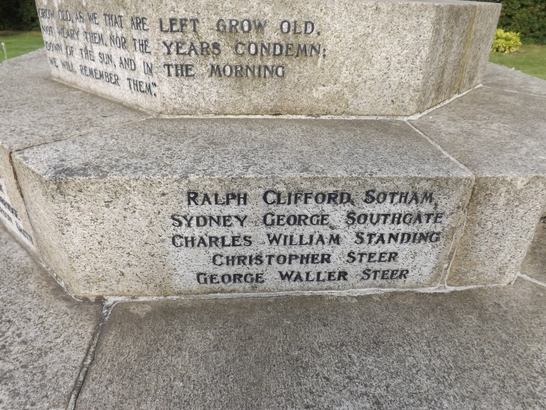 GROW OLD, AS WE THAT ARE LEFT GROW OLD.
NOT WEARY THEM, NOR THE YEARS CONDEMN:
DOWN OF THE SUN, AND IN THE MORNING
WE WILL REMEMBER THEM."
RALPH CLIFFORD SOTHAM
SYDNEY GEORGE SOUTHGATE
CHARLES WILLIAM STANDING
CHRISTOPHER STEER
GEORGE WALLER STEER